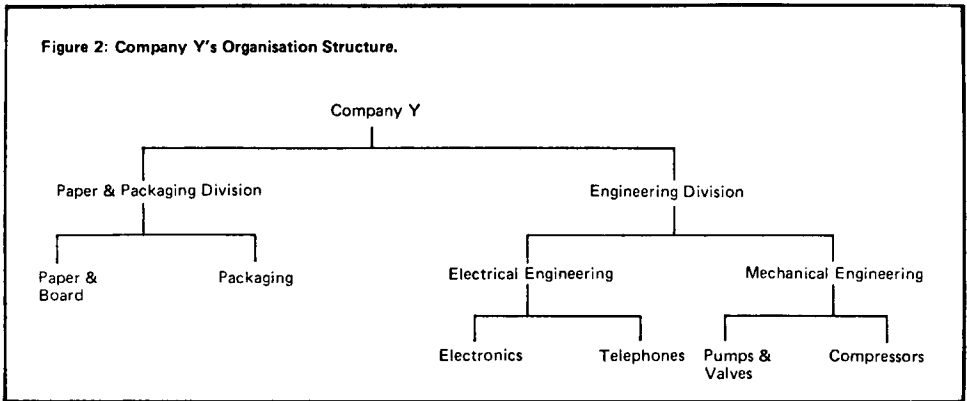 Figure 2: Company Y's Organisation Structure.
Company Y
Paper & Packaging Division
Engineering Division
Paper &
Board
Packaging
Electrical Engineering
Mechanical Engineering
Electronics
Telephones
Pumps &
Valves
Compressors